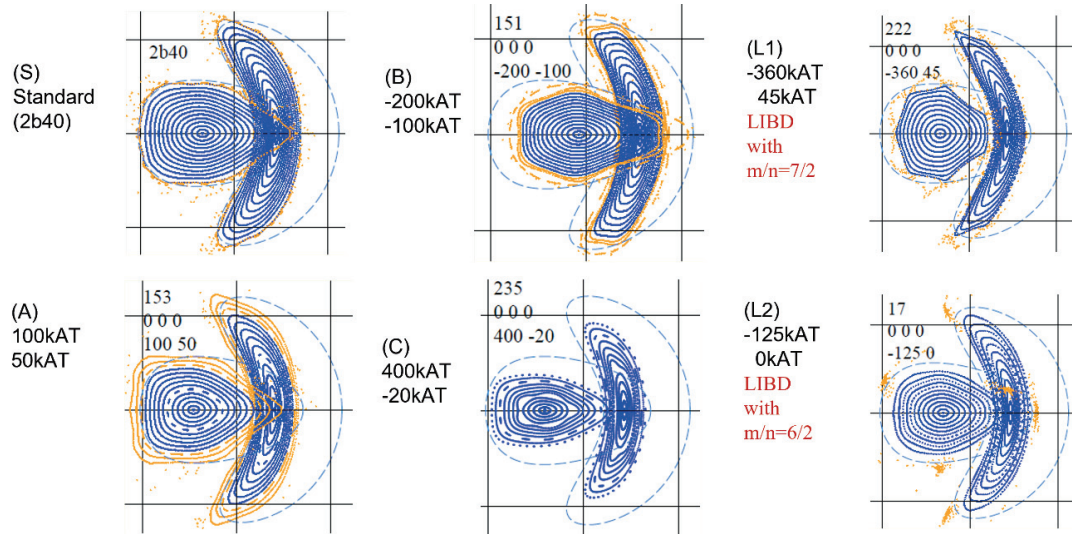 (S)
Standard
(2b40)
2b40
(B)
-200kAT
-100kAT
151
0 0 0
-200 -100
(L1)
-360kAT
45kAT
LIBD
with
m/n=7/2
222
0 0 0
-360 45
(A)
100kAT
50kAT
153
0 0 0
100 50
(C)
400kAT
-20kAT
235
0 0 0
400 -20
(L2)
-125kAT
0kAT
LIBD
with
m/n=6/2
17
0 0 0
-125 0